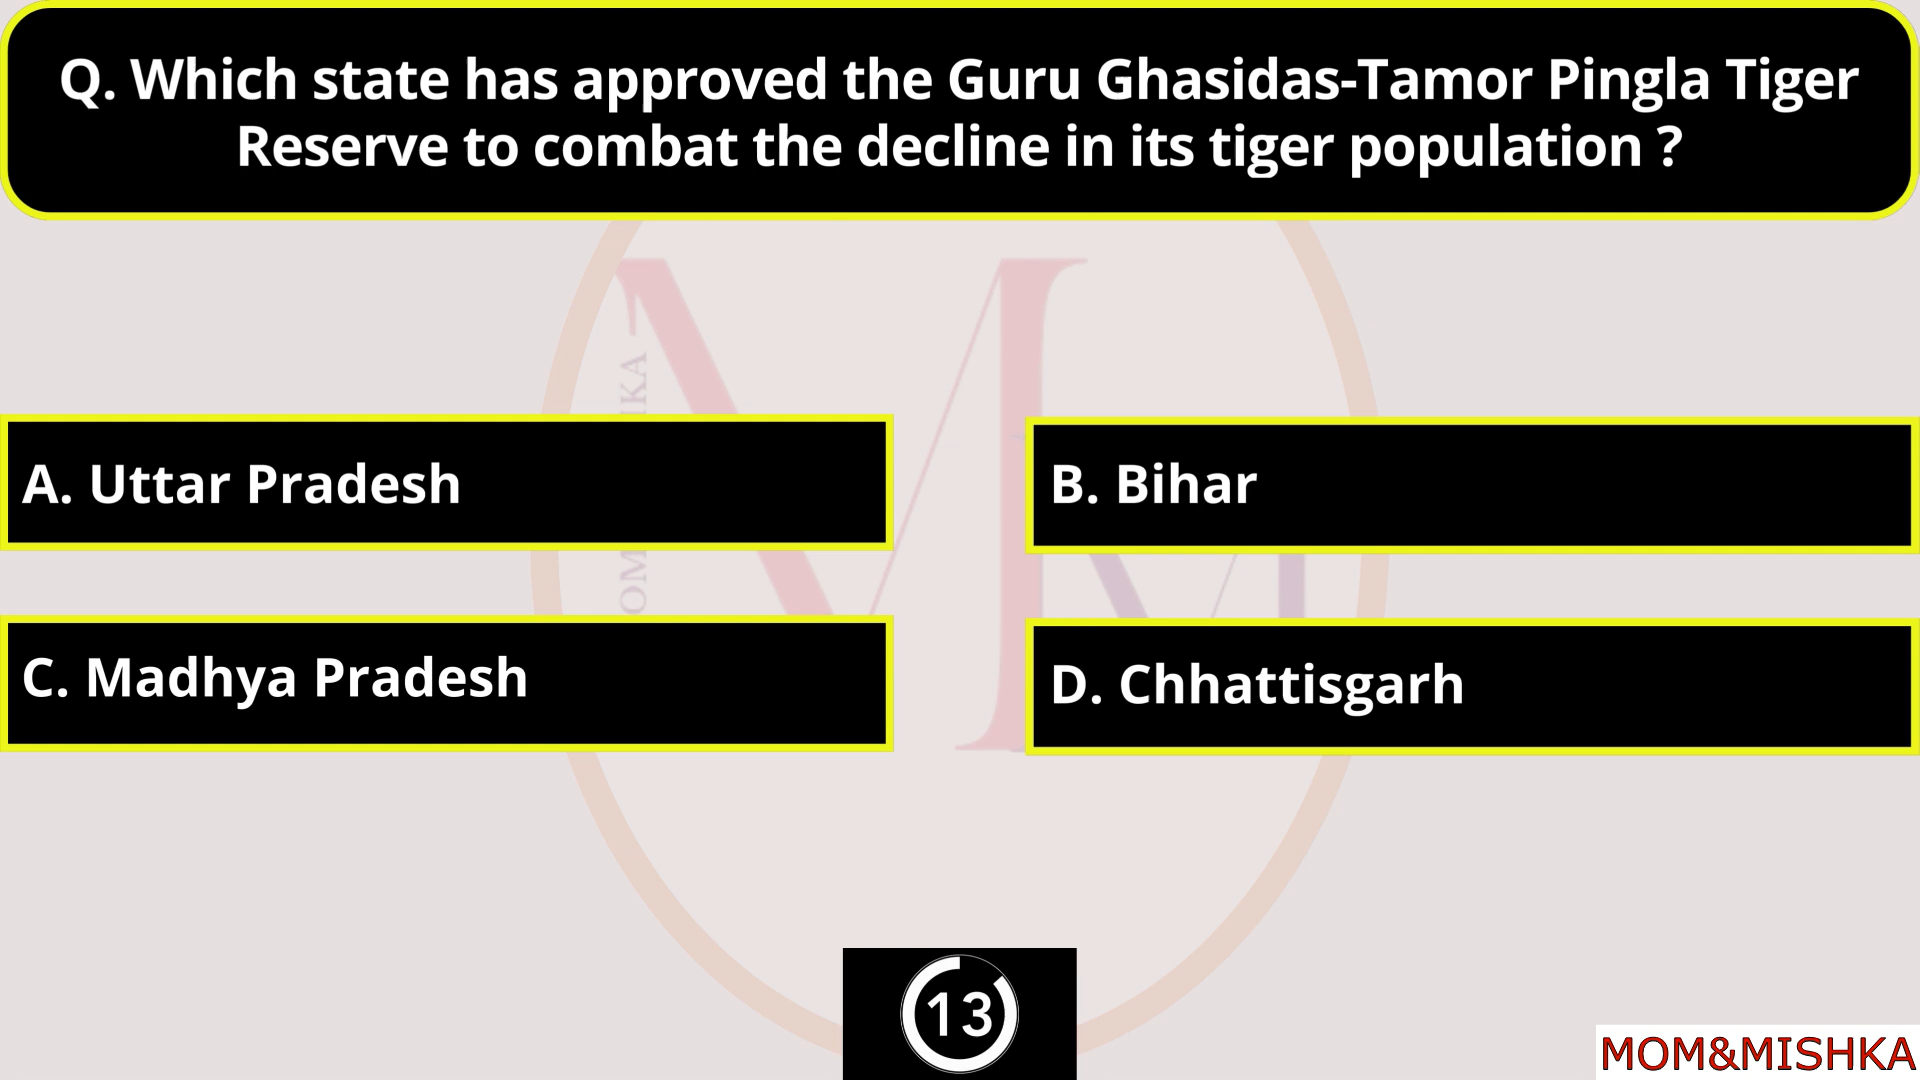 Q. Which state has approved the Guru Ghasidas-Tamor Pingla Tiger
Reserve to combat the decline in its tiger population ?
A. Uttar Pradesh
B. Bihar
C. Madhya Pradesh
D. Chhattisgarh
13
MOM&MISHKA